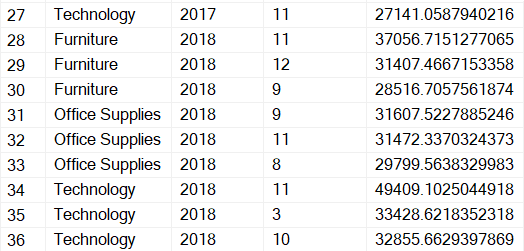 27 Technology 2017 11 27141.0587940216
28 Furniture 2018 11 37056.7151277065
29 Furniture 2018 12 31407.4667153358
30 Furniture 2018 9 28516.7057561874
31 Office Supplies 2018 9 31607.5227885246
32 Office Supplies 2018 11 31472.3370324373
33 Office Supplies 2018 8 29799.5638329983
34 Technology 2018 11 49409.1025044918
35 Technology 2018 3 33428.6218352318
36 Technology 2018 10 32855.6629397869